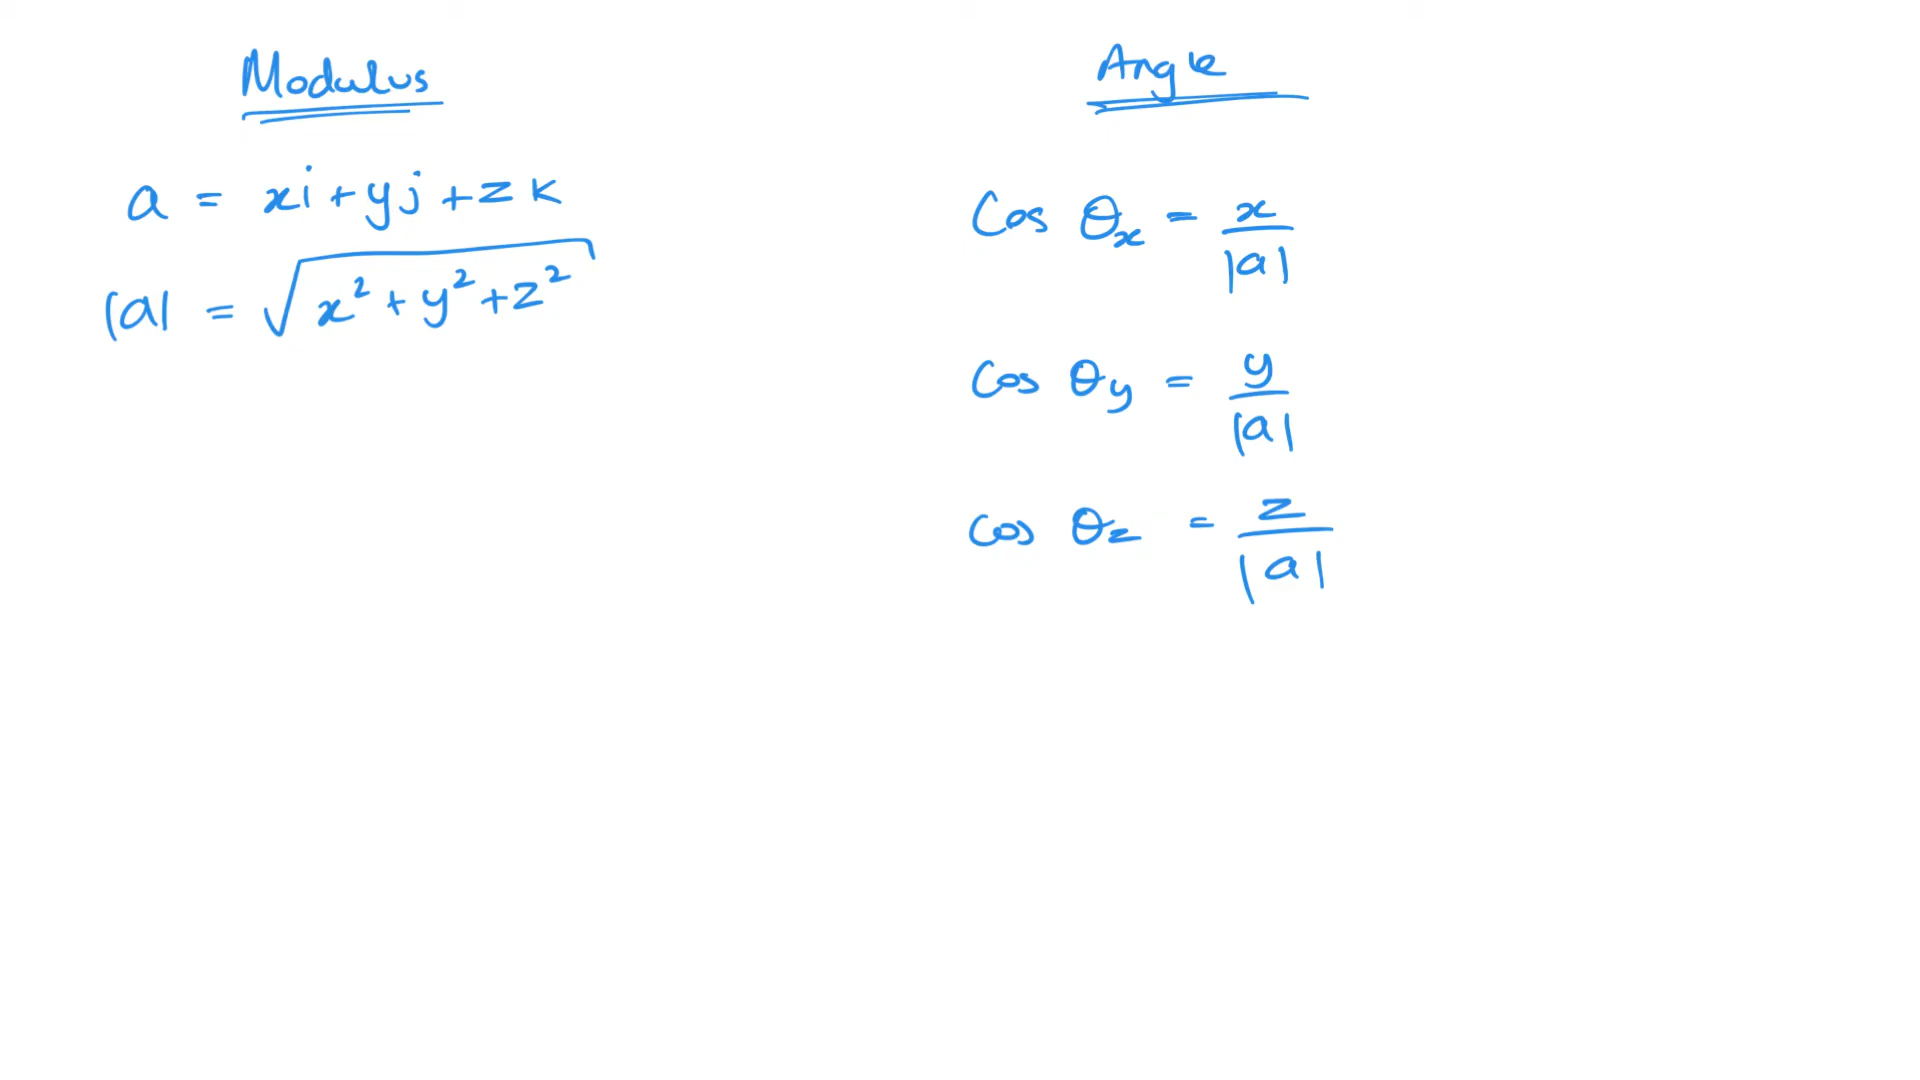 Modulus
a = xi + yj + zk
|a| = √(x² + y² + z²)
Angle
Cos θx = x/|a|
Cos θy = y/|a|
Cos θz = z/|a|